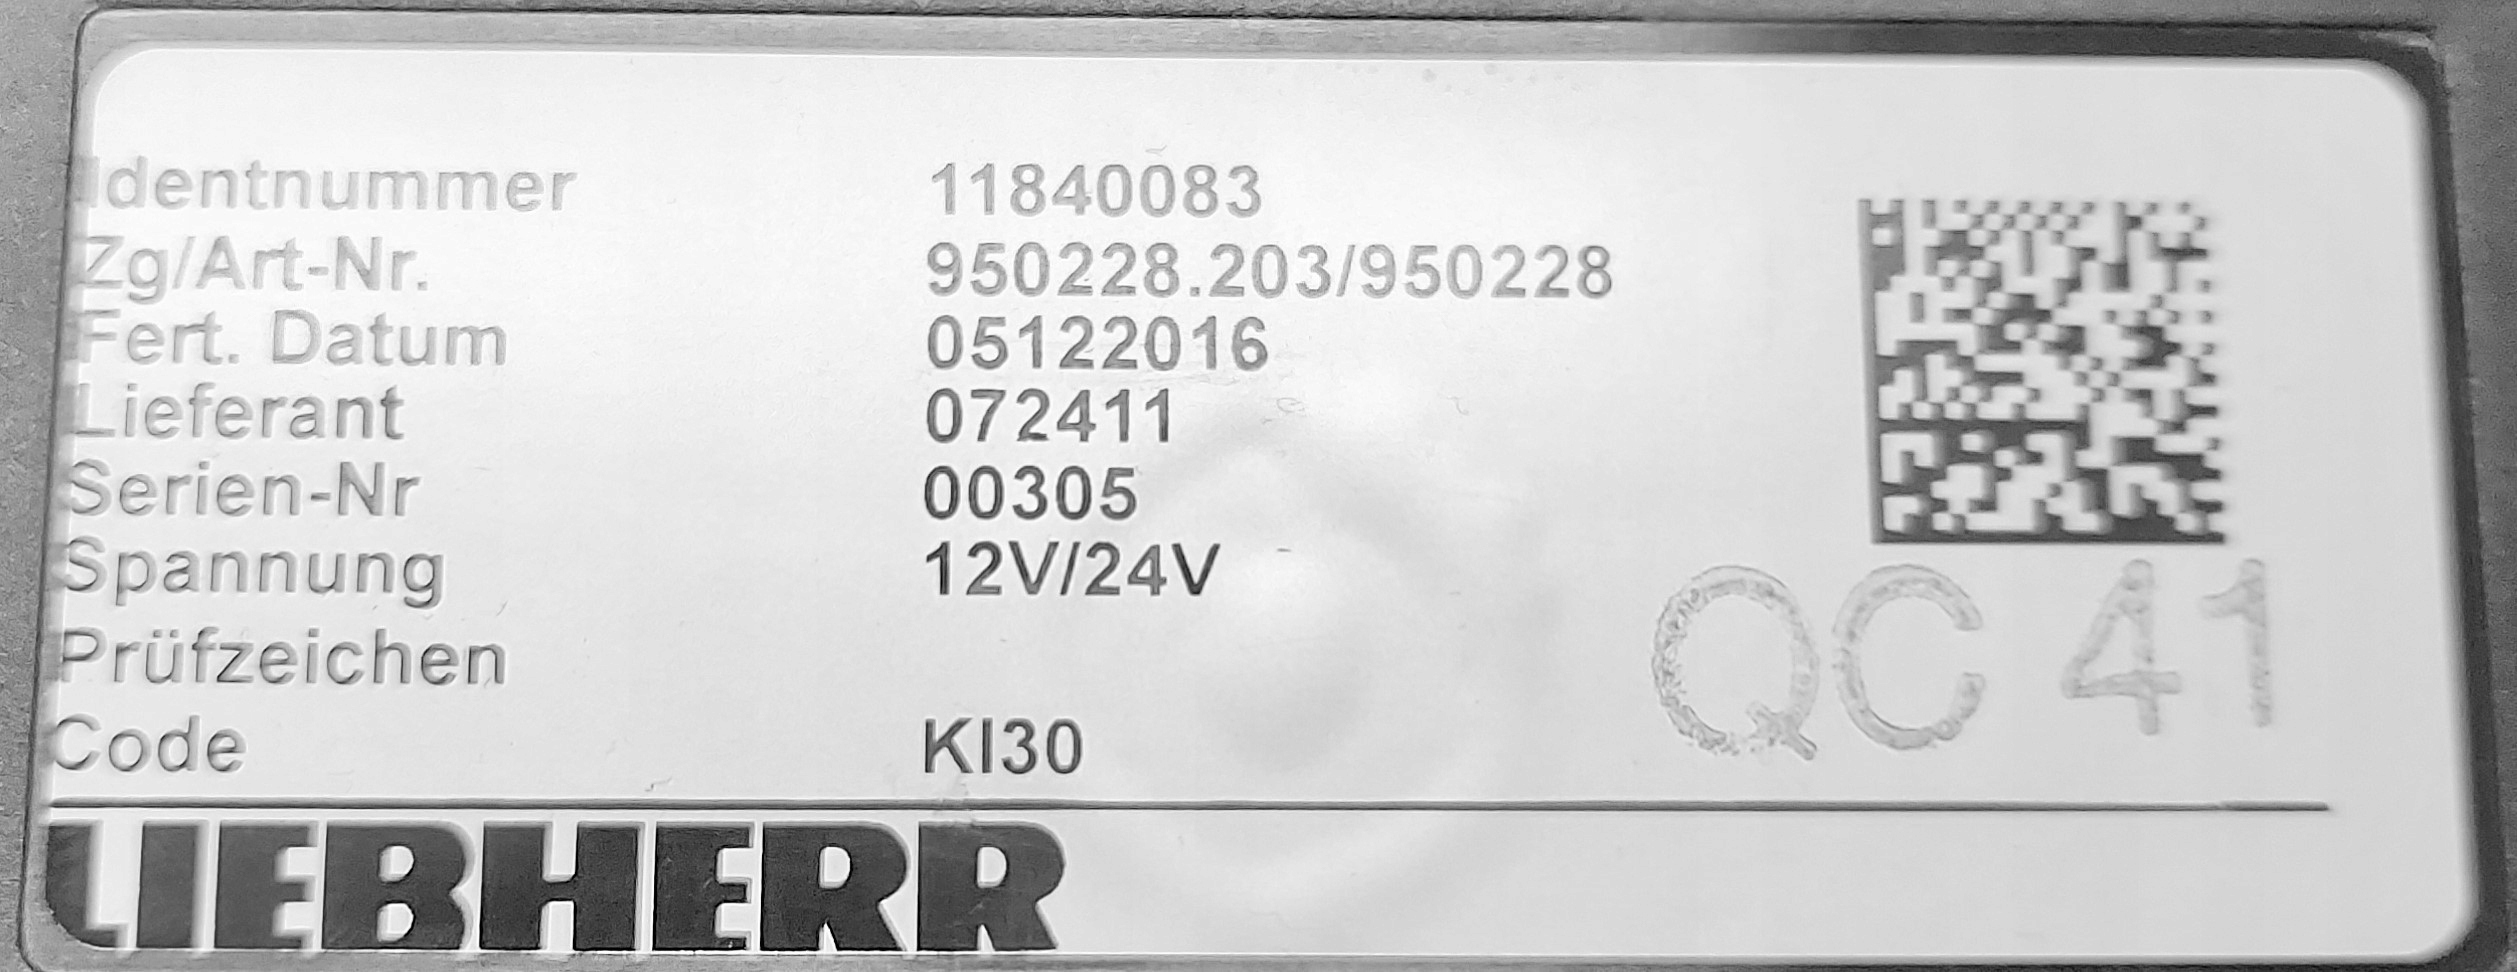 Identnummer 11840083
Zg/Art-Nr. 950228.203/950228
Fert. Datum 05122016
Lieferant 072411
Serien-Nr 00305
Spannung 12V/24V
Prüfzeichen
Code KI30
QC 41
LIEBHERR